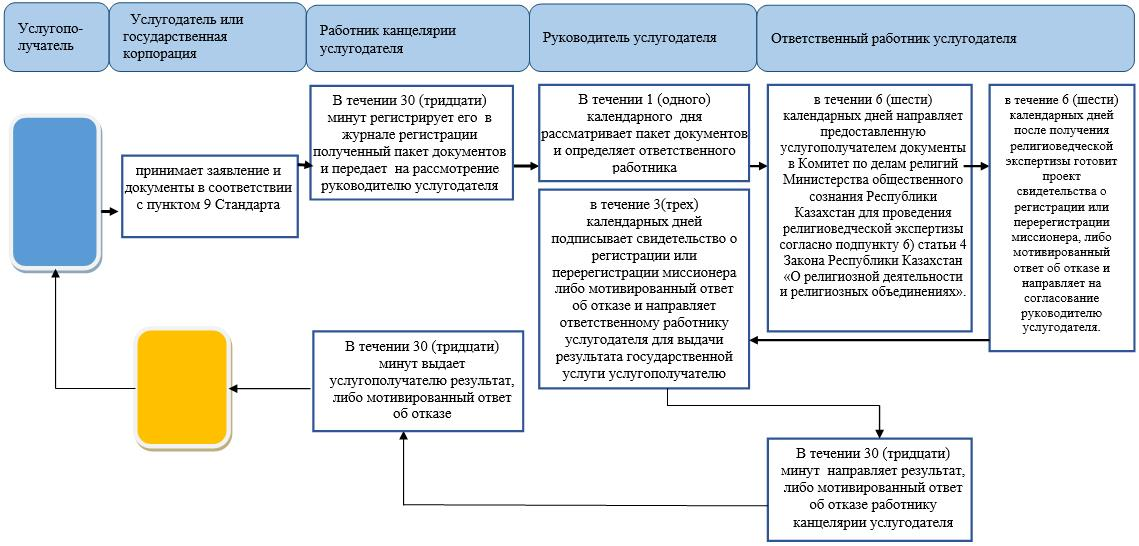 Услугопо-
лучатель
Услугодатель или
государственная
корпорация
Работник канцелярии
услугодателя
Руководитель услугодателя
Ответственный работник услугодателя
принимает заявление и
документы в соответствии
с пунктом 9 Стандарта
В течении 30 (тридцати)
минут регистрирует его в
журнале регистрации
полученный пакет документов
и передает на рассмотрение
руководителю услугодателя
В течении 1 (одного)
календарного дня
рассматривает пакет документов
и определяет ответственного
работника
в течении 6 (шести)
календарных дней направляет
предоставленную
услугополучателем документы
в Комитет по делам религий
Министерства общественного
сознания Республики
Казахстан для проведения
религиоведческой экспертизы
согласно подпункту 6) статьи 4
Закона Республики Казахстан
«О религиозной деятельности
и религиозных объединениях».
в течение 6 (шести)
календарных дней
после получения
религиоведческой
экспертизы готовит
проект
свидетельства о
регистрации или
перерегистрации
миссионера, либо
мотивированный
ответ об отказе и
направляет на
согласование
руководителю
услугодателя.
в течение 3(трех)
календарных дней
подписывает свидетельство о
регистрации или
перерегистрации миссионера
либо мотивированный ответ
об отказе и направляет
ответственному работнику
услугодателя для выдачи
результата государственной
услуги услугополучателю
В течении 30 (тридцати)
минут выдает
услугополучателю результат,
либо мотивированный ответ
об отказе
В течении 30 (тридцати)
минут направляет результат,
либо мотивированный ответ
об отказе работнику
канцелярии услугодателя